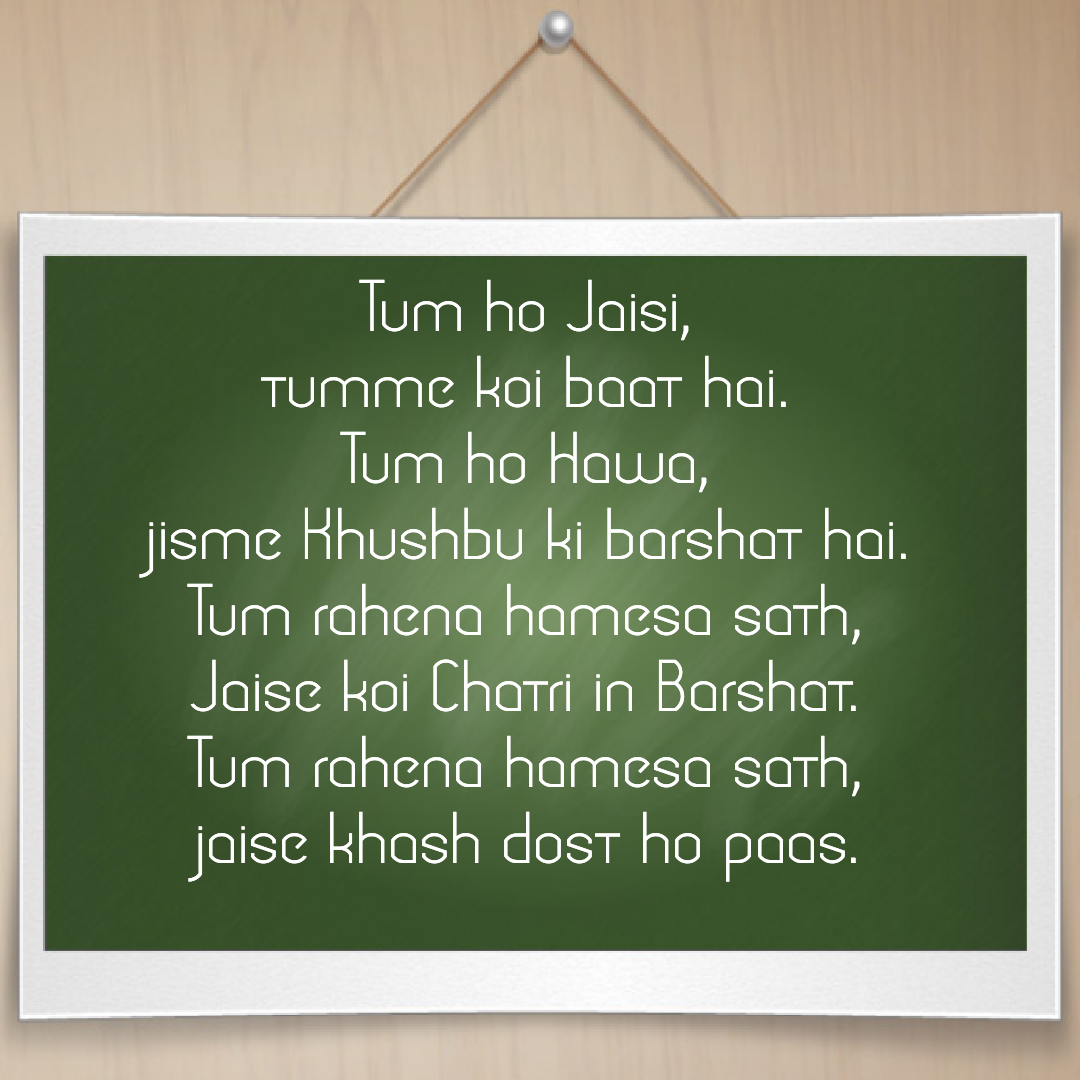 Tum ho Jaisi,
tumme koi baat hai.
Tum ho Hawa,
jisme Khushbu ki barshat hai.
Tum rahena hamesa sath,
Jaise koi Chatri in Barshat.
Tum rahena hamesa sath,
jaise khash dost ho paas.